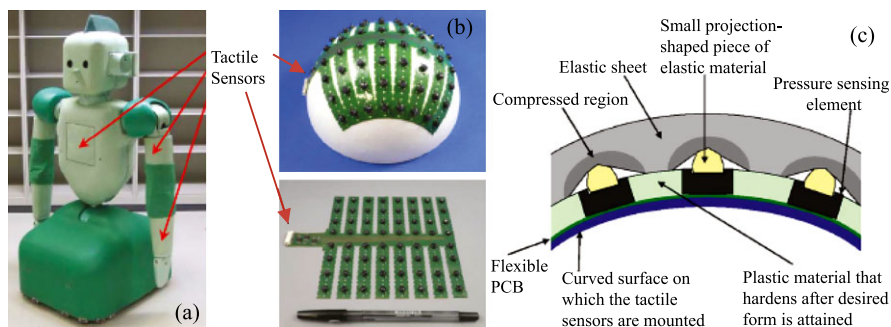 Tactile
Sensors
(a)
(b)
(c)
Small projection-
shaped piece of
elastic material
Elastic sheet
Compressed region
Pressure sensing
element
Flexible
PCB
Curved surface on
which the tactile
sensors are mounted
Plastic material that
hardens after desired
form is attained